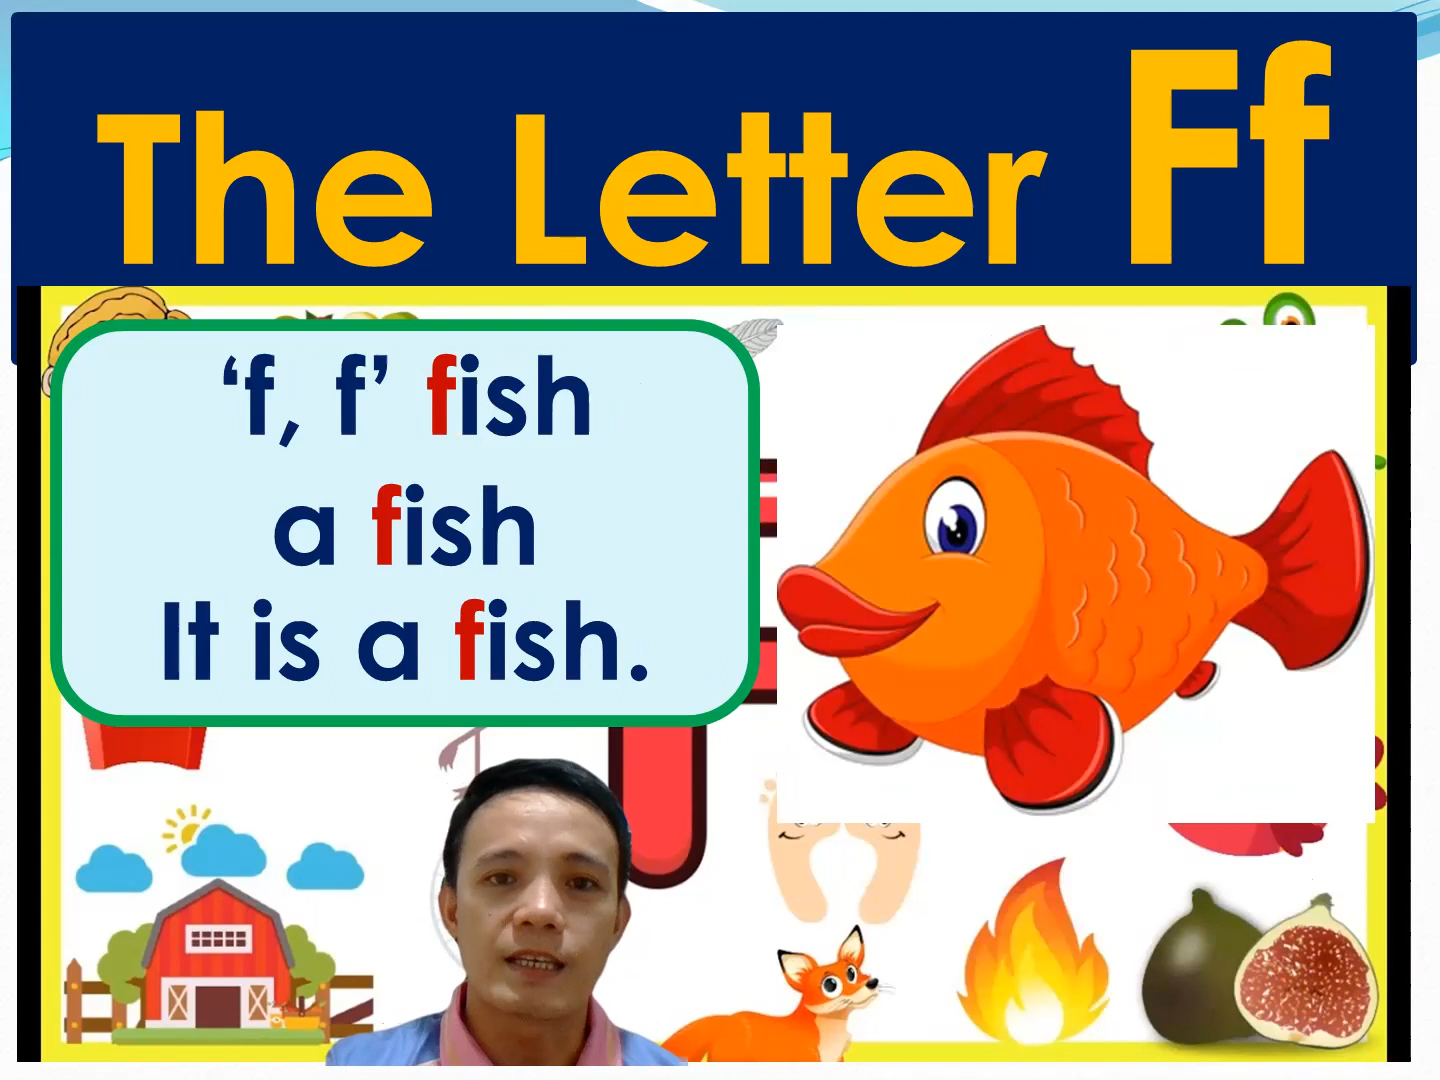 The Letter Ff
‘f, f’ fish
a fish
It is a fish.